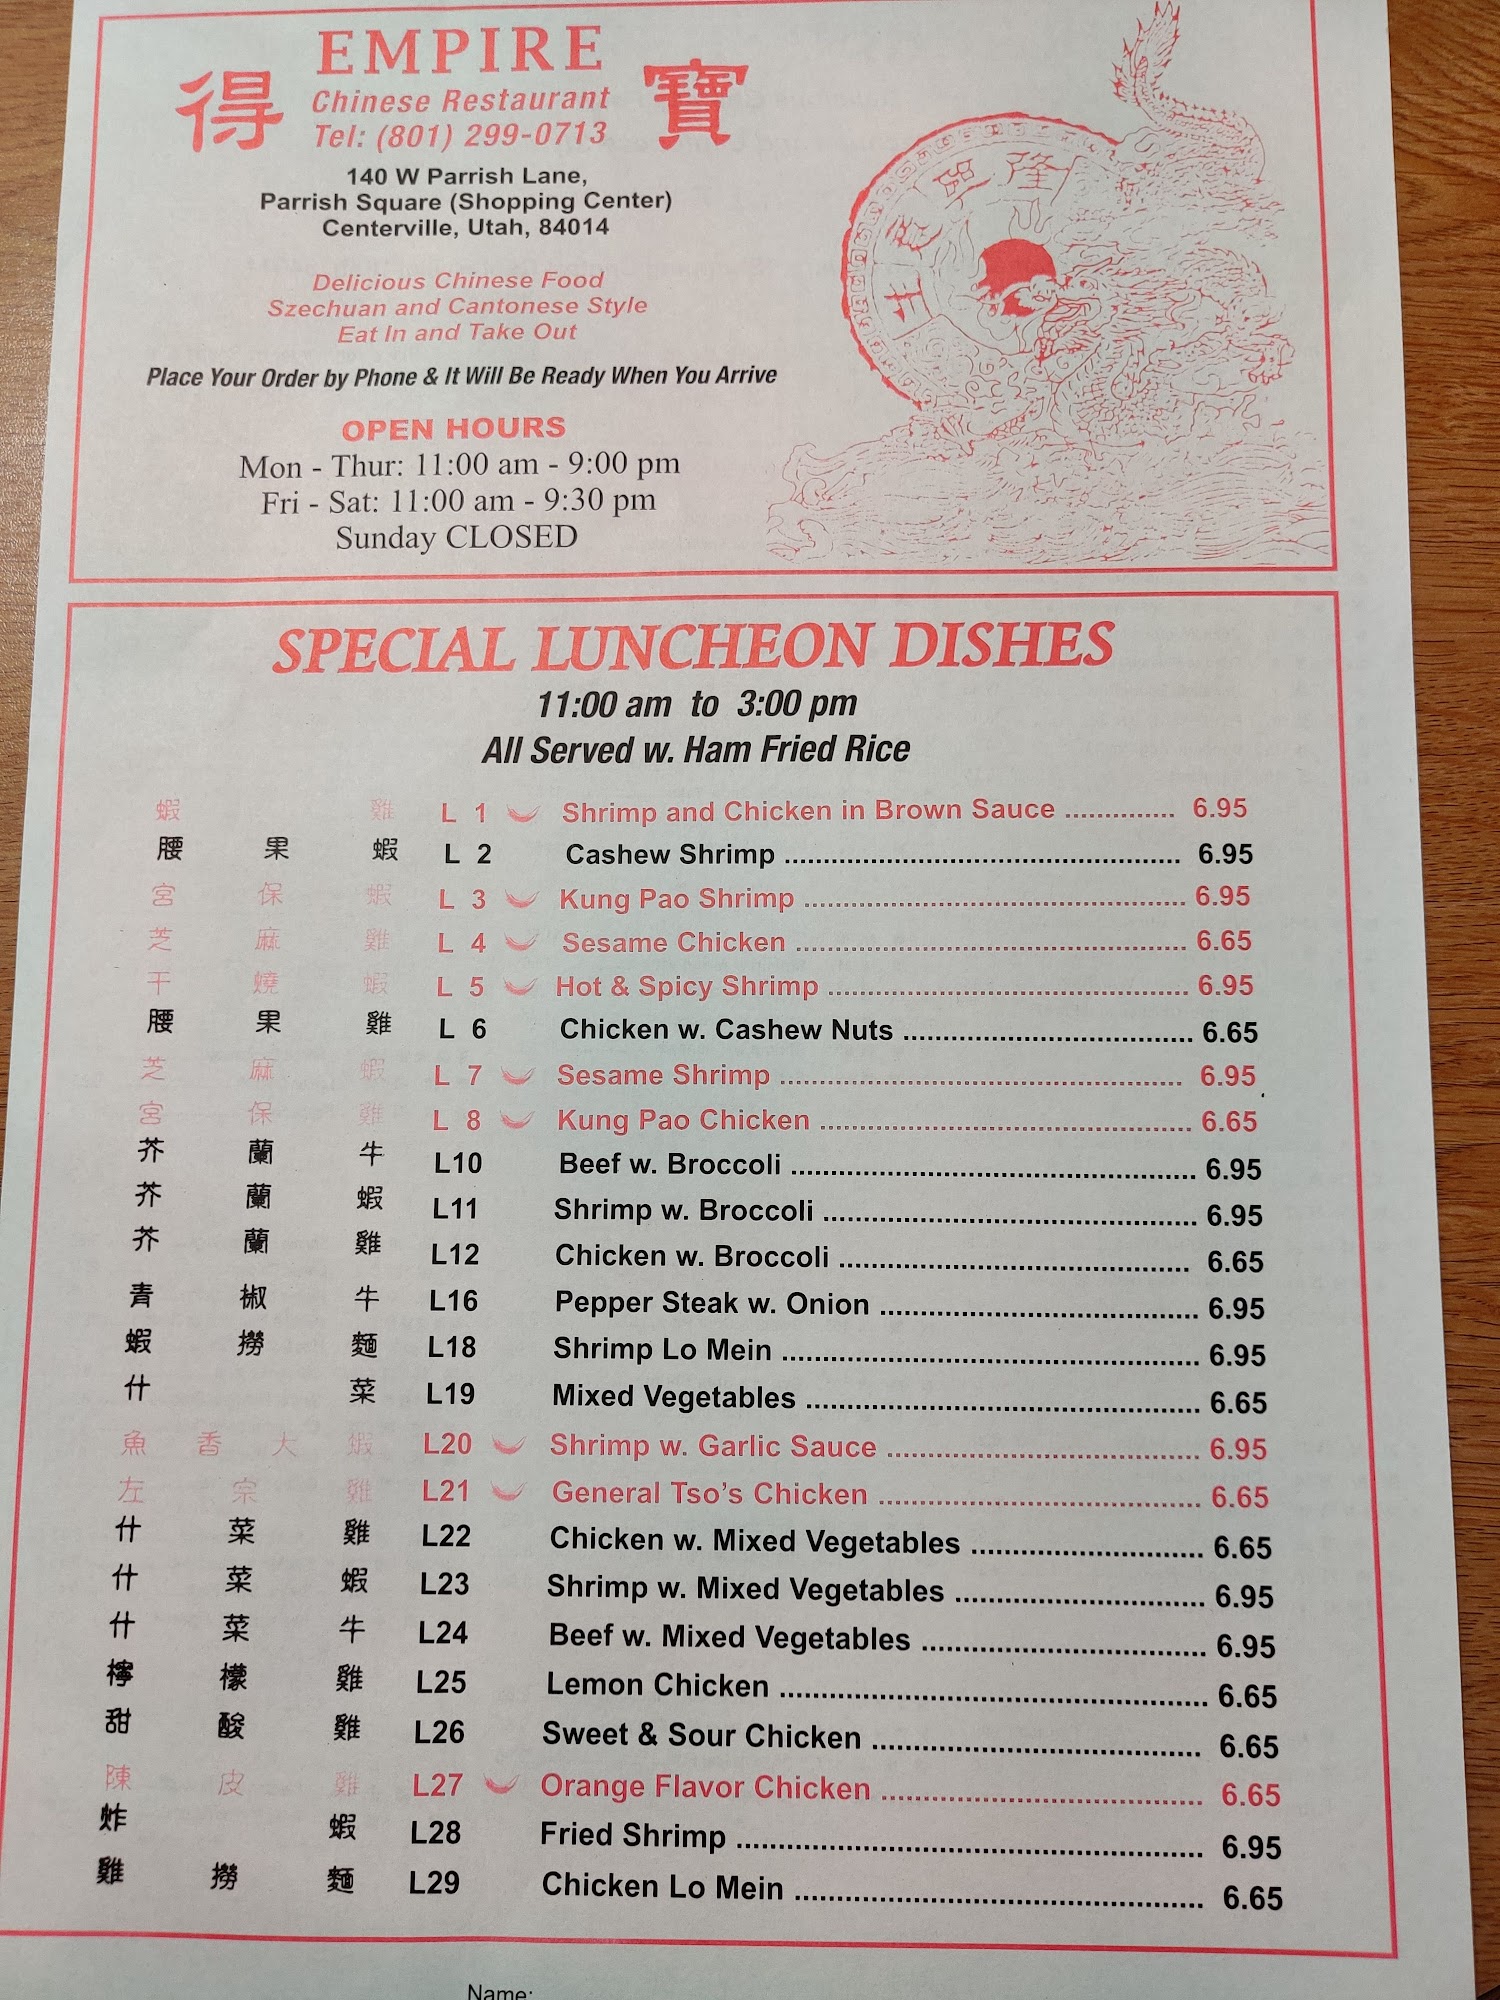 EMPIRE
得 Chinese Restaurant 寶
Tel: (801) 299-0713
140 W Parrish Lane,
Parrish Square (Shopping Center)
Centerville, Utah, 84014
Delicious Chinese Food
Szechuan and Cantonese Style
Eat In and Take Out
Place Your Order by Phone & It Will Be Ready When You Arrive
OPEN HOURS
Mon - Thur: 11:00 am - 9:00 pm
Fri - Sat: 11:00 am - 9:30 pm
Sunday CLOSED
SPECIAL LUNCHEON DISHES
11:00 am to 3:00 pm
All Served w. Ham Fried Rice
蝦 雞 L 1 Shrimp and Chicken in Brown Sauce ............... 6.95
腰 果 蝦 L 2 Cashew Shrimp ............... 6.95
宮 保 蝦 L 3 Kung Pao Shrimp ............... 6.95
芝 麻 雞 L 4 Sesame Chicken ............... 6.65
干 燒 蝦 L 5 Hot & Spicy Shrimp ............... 6.95
腰 果 雞 L 6 Chicken w. Cashew Nuts ............... 6.65
芝 麻 蝦 L 7 Sesame Shrimp ............... 6.95
宮 保 雞 L 8 Kung Pao Chicken ............... 6.65
芥 蘭 牛 L10 Beef w. Broccoli ............... 6.95
芥 蘭 蝦 L11 Shrimp w. Broccoli ............... 6.95
芥 蘭 雞 L12 Chicken w. Broccoli ............... 6.65
青 椒 牛 L16 Pepper Steak w. Onion ............... 6.95
蝦 撈 麵 L18 Shrimp Lo Mein ............... 6.95
什 菜 L19 Mixed Vegetables ............... 6.65
魚 香 大 蝦 L20 Shrimp w. Garlic Sauce ............... 6.95
左 宗 雞 L21 General Tso's Chicken ............... 6.65
什 菜 雞 L22 Chicken w. Mixed Vegetables ............... 6.65
什 菜 蝦 L23 Shrimp w. Mixed Vegetables ............... 6.95
什 菜 牛 L24 Beef w. Mixed Vegetables ............... 6.95
檸 檬 雞 L25 Lemon Chicken ............... 6.65
甜 酸 雞 L26 Sweet & Sour Chicken ............... 6.65
陳 皮 雞 L27 Orange Flavor Chicken ............... 6.65
炸 蝦 L28 Fried Shrimp ............... 6.95
雞 撈 麵 L29 Chicken Lo Mein ............... 6.65
Name: